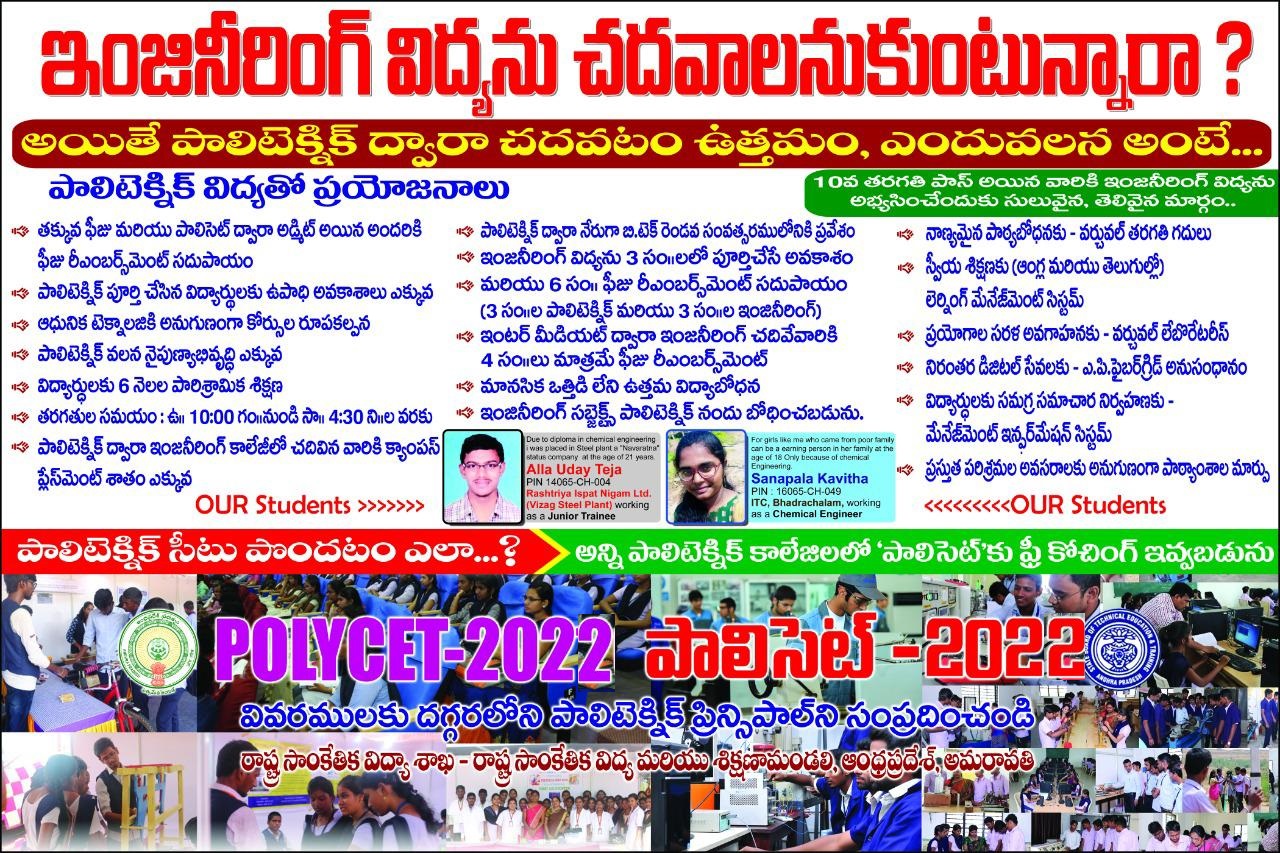 ఇంజినీరింగ్ విద్యను చదవాలనుకుంటున్నారా ?
అయితే పాలిటెక్నిక్ ద్వారా చదవటం ఉత్తమం, ఎందువలన అంటే...
పాలిటెక్నిక్ విద్యతో ప్రయోజనాలు
10వ తరగతి పాస్ అయిన వారికి ఇంజనీరింగ్ విద్యను
అభ్యసించేందుకు సులువైన, తెలివైన మార్గం..
తక్కువ ఫీజు మరియు పాలిసెట్ ద్వారా అడ్మిట్ అయిన అందరికి
ఫీజు రీఎంబర్స్‌మెంట్ సదుపాయం
పాలిటెక్నిక్ పూర్తి చేసిన విద్యార్థులకు ఉపాధి అవకాశాలు ఎక్కువ
ఆధునిక టెక్నాలజికి అనుగుణంగా కోర్సుల రూపకల్పన
పాలిటెక్నిక్ వలన నైపుణ్యాభివృద్ధి ఎక్కువ
విద్యార్ధులకు 6 నెలల పారిశ్రామిక శిక్షణ
తరగతుల సమయం : ఉ॥ 10:00 గం॥నుండి సా॥ 4:30 ని॥ల వరకు
పాలిటెక్నిక్ ద్వారా ఇంజనీరింగ్ కాలేజీలో చదివిన వారికి క్యాంపస్
ప్లేస్‌మెంట్ శాతం ఎక్కువ
OUR Students >>>>>>>
పాలిటెక్నిక్ ద్వారా నేరుగా బి.టెక్ రెండవ సంవత్సరములోనికి ప్రవేశం
ఇంజనీరింగ్ విద్యను 3 సం॥లలో పూర్తిచేసే అవకాశం
మరియు 6 సం॥ ఫీజు రీఎంబర్స్‌మెంట్ సదుపాయం
(3 సం॥ల పాలిటెక్నిక్ మరియు 3 సం॥ల ఇంజినీరింగ్)
ఇంటర్ మీడియట్ ద్వారా ఇంజనీరింగ్ చదివేవారికి
4 సం॥లు మాత్రమే ఫీజు రీఎంబర్స్‌మెంట్
మానసిక ఒత్తిడి లేని ఉత్తమ విద్యాబోధన
ఇంజినీరింగ్ సబ్జెక్ట్స్ పాలిటెక్నిక్ నందు బోధించబడును.
Due to diploma in chemical engineering
i was placed in Steel plant a "Navaratna"
status company at the age of 21 years.
Alla Uday Teja
PIN 14065-CH-004
Rashtriya Ispat Nigam Ltd.
(Vizag Steel Plant) working
as a Junior Trainee
For girls like me who came from poor family
can be a earning person in her family at the
age of 18 Only because of chemical
Engineering.
Sanapala Kavitha
PIN : 16065-CH-049
ITC, Bhadrachalam, working
as a Chemical Engineer
నాణ్యమైన పాఠ్యబోధనకు - వర్చువల్ తరగతి గదులు
స్వీయ శిక్షణకు (ఆంగ్ల మరియు తెలుగుల్లో)
లెర్నింగ్ మేనేజ్‌మెంట్ సిస్టమ్
ప్రయోగాల సరళ అవగాహనకు - వర్చువల్ లేబొరేటరీస్
నిరంతర డిజిటల్ సేవలకు - ఎ.పి.ఫైబర్‌గ్రిడ్ అనుసంధానం
విద్యార్థులకు సమగ్ర సమాచార నిర్వహణకు -
మేనేజ్‌మెంట్ ఇన్ఫర్‌మేషన్ సిస్టమ్
ప్రస్తుత పరిశ్రమల అవసరాలకు అనుగుణంగా పాఠ్యాంశాల మార్పు
<<<<<<<<<OUR Students
పాలిటెక్నిక్ సీటు పొందటం ఎలా...?
అన్ని పాలిటెక్నిక్ కాలేజిలలో 'పాలిసెట్'కు ఫ్రీ కోచింగ్ ఇవ్వబడును
POLYCET-2022 పాలిసెట్ -2022
STATE BOARD OF TECHNICAL EDUCATION & TRAINING
ANDHRA PRADESH
వివరములకు దగ్గరలోని పాలిటెక్నిక్ ప్రిన్సిపాల్‌ని సంప్రదించండి
రాష్ట్ర సాంకేతిక విద్యా శాఖ - రాష్ట్ర సాంకేతిక విద్య మరియు శిక్షణామండలి, ఆంధ్రప్రదేశ్, అమరావతి